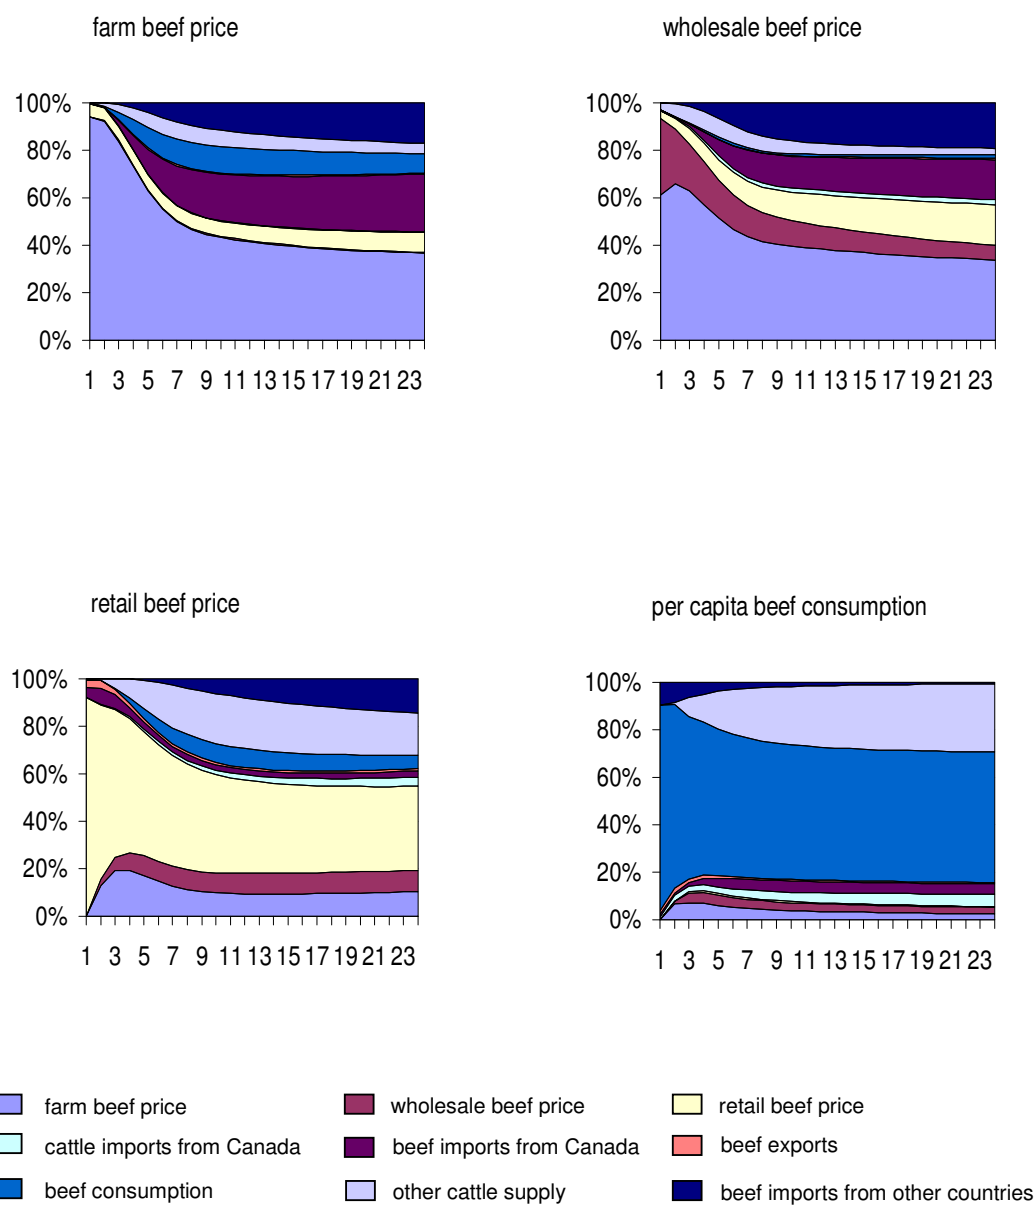 farm beef price
wholesale beef price
100%
80%
60%
40%
20%
0%
1 3 5 7 9 11 13 15 17 19 21 23
100%
80%
60%
40%
20%
0%
1 3 5 7 9 11 13 15 17 19 21 23
retail beef price
per capita beef consumption
100%
80%
60%
40%
20%
0%
1 3 5 7 9 11 13 15 17 19 21 23
100%
80%
60%
40%
20%
0%
1 3 5 7 9 11 13 15 17 19 21 23
farm beef price
wholesale beef price
retail beef price
cattle imports from Canada
beef imports from Canada
beef exports
beef consumption
other cattle supply
beef imports from other countries